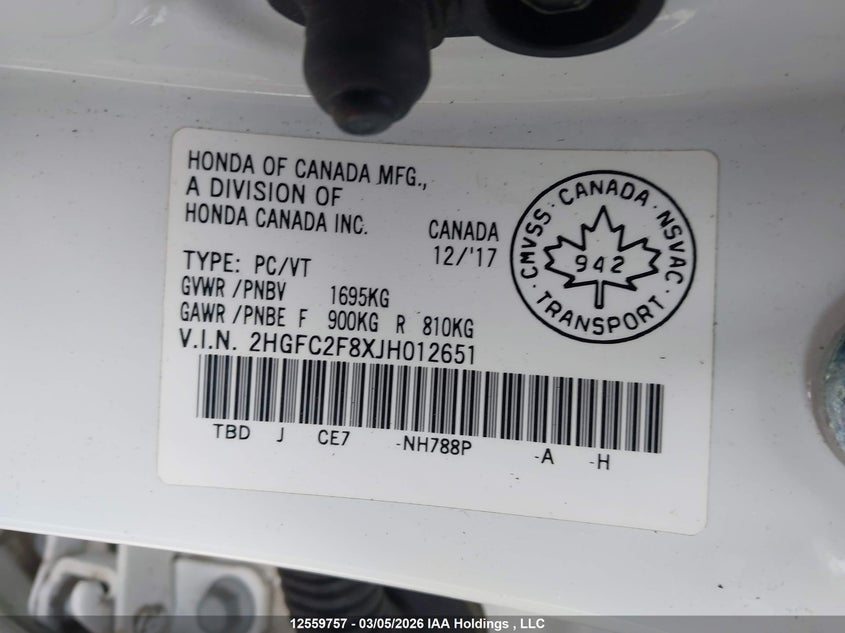 HONDA OF CANADA MFG.,
A DIVISION OF
HONDA CANADA INC.
CANADA
12/'17
TYPE: PC/VT
GVWR /PNBV 1695KG
GAWR /PNBE F 900KG R 810KG
V.I.N. 2HGFC2F8XJH012651
TBD J CE7 -NH788P -A -H
CMVSS · CANADA · NSVAC
942
TRANSPORT
12559757 - 03/05/2026 IAA Holdings , LLC